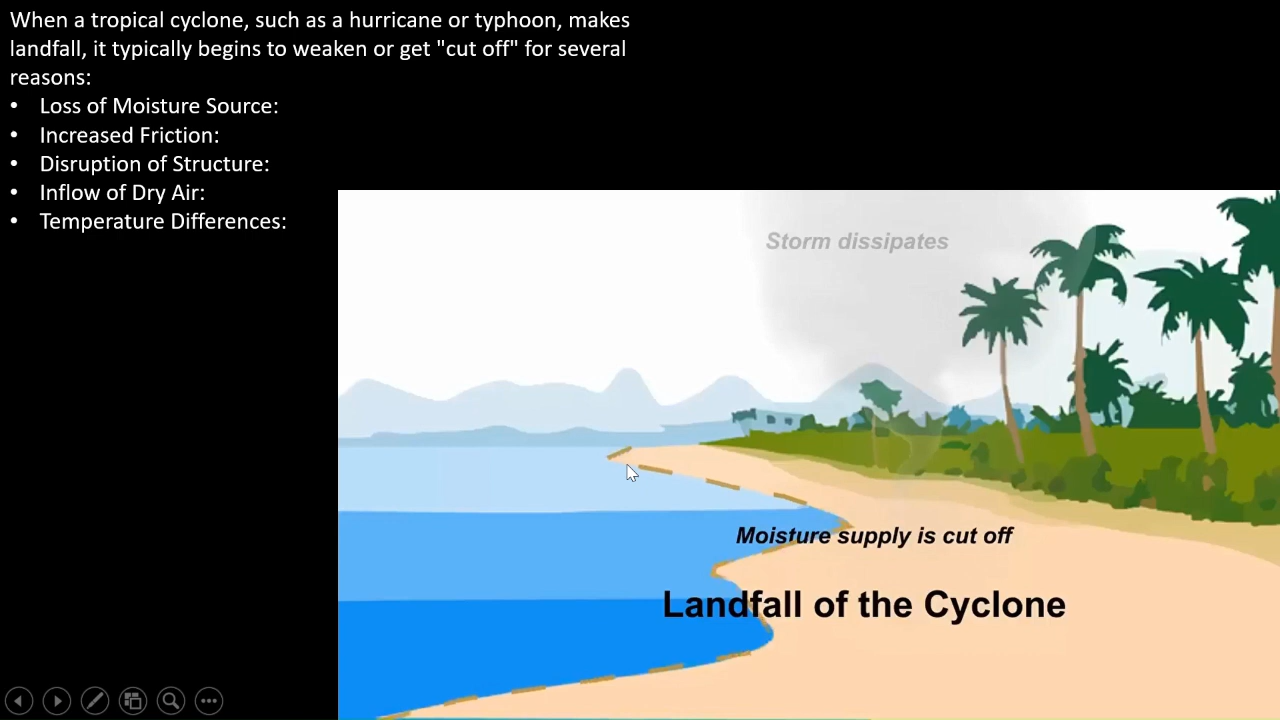 When a tropical cyclone, such as a hurricane or typhoon, makes
landfall, it typically begins to weaken or get "cut off" for several
reasons:
• Loss of Moisture Source:
• Increased Friction:
• Disruption of Structure:
• Inflow of Dry Air:
• Temperature Differences:
Storm dissipates
Moisture supply is cut off
Landfall of the Cyclone